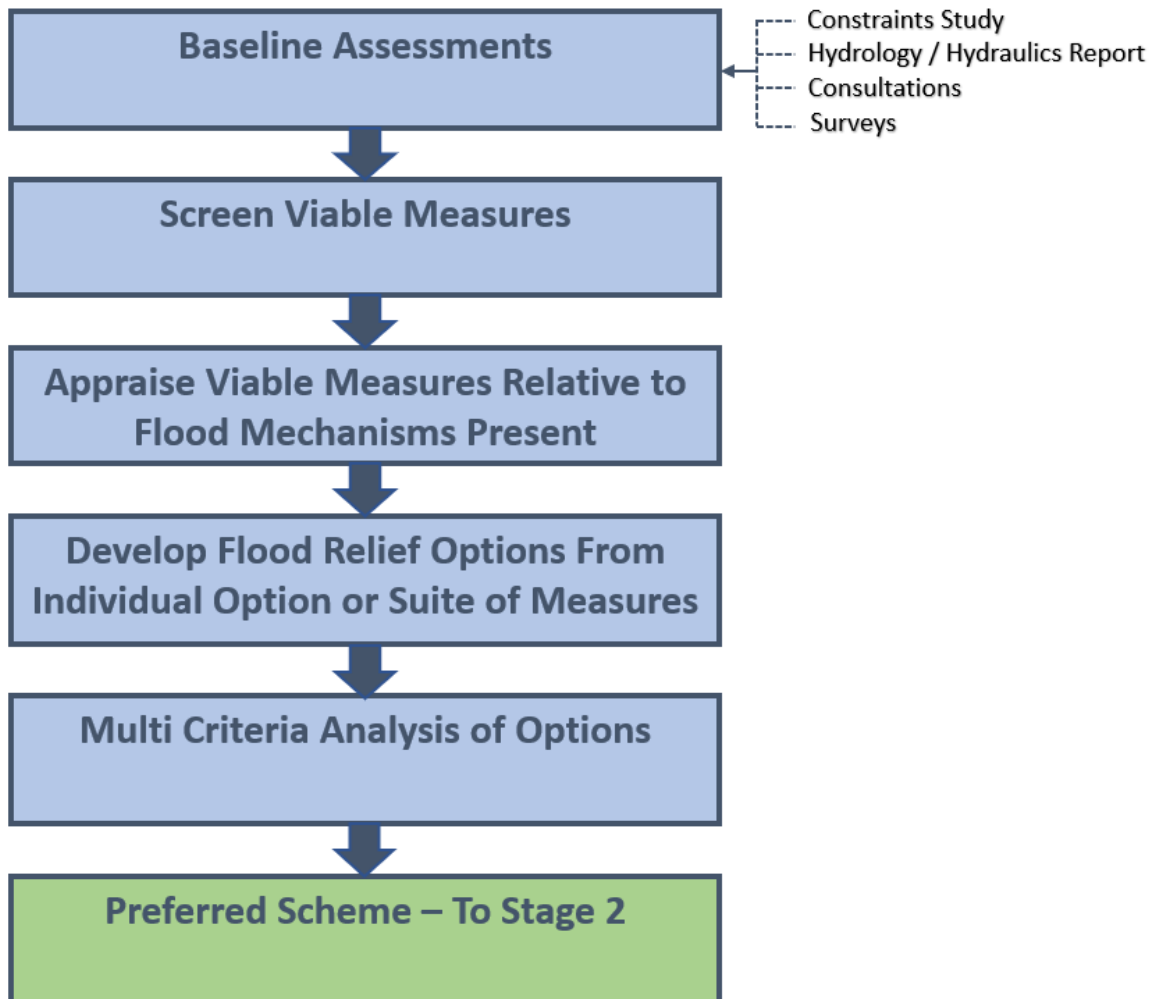 Baseline Assessments
Constraints Study
Hydrology / Hydraulics Report
Consultations
Surveys
Screen Viable Measures
Appraise Viable Measures Relative to
Flood Mechanisms Present
Develop Flood Relief Options From
Individual Option or Suite of Measures
Multi Criteria Analysis of Options
Preferred Scheme – To Stage 2